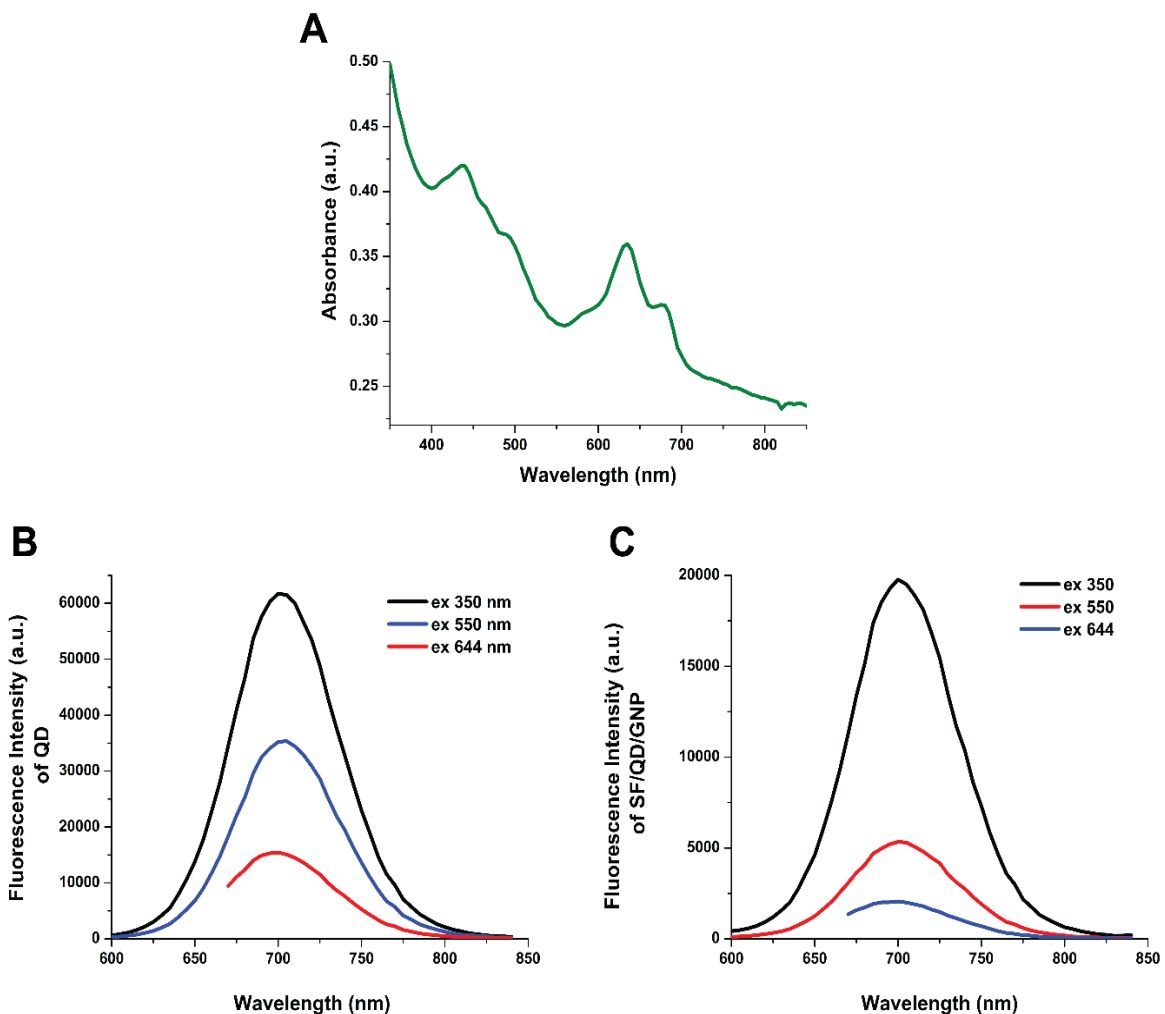 A
0.50
0.45
0.40
0.35
0.30
0.25
Absorbance (a.u.)
400 500 600 700 800
Wavelength (nm)
B
60000
50000
40000
30000
20000
10000
0
Fluorescence Intensity (a.u.)
of QD
ex 350 nm
ex 550 nm
ex 644 nm
600 650 700 750 800 850
Wavelength (nm)
C
20000
15000
10000
5000
0
Fluorescence Intensity (a.u.)
of SF/QD/GNP
ex 350
ex 550
ex 644
600 650 700 750 800 850
Wavelength (nm)